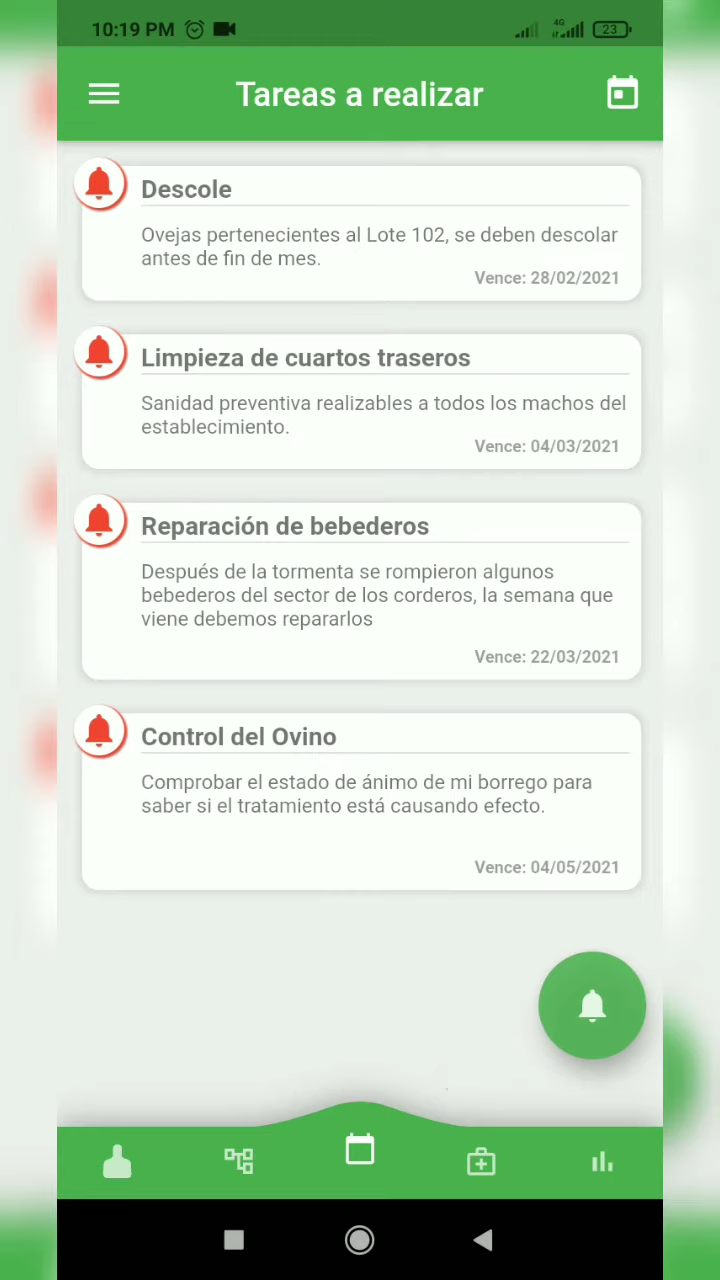 10:19 PM
4G
23
Tareas a realizar
Descole
Ovejas pertenecientes al Lote 102, se deben descolar
antes de fin de mes.
Vence: 28/02/2021
Limpieza de cuartos traseros
Sanidad preventiva realizables a todos los machos del
establecimiento.
Vence: 04/03/2021
Reparación de bebederos
Después de la tormenta se rompieron algunos
bebederos del sector de los corderos, la semana que
viene debemos repararlos
Vence: 22/03/2021
Control del Ovino
Comprobar el estado de ánimo de mi borrego para
saber si el tratamiento está causando efecto.
Vence: 04/05/2021